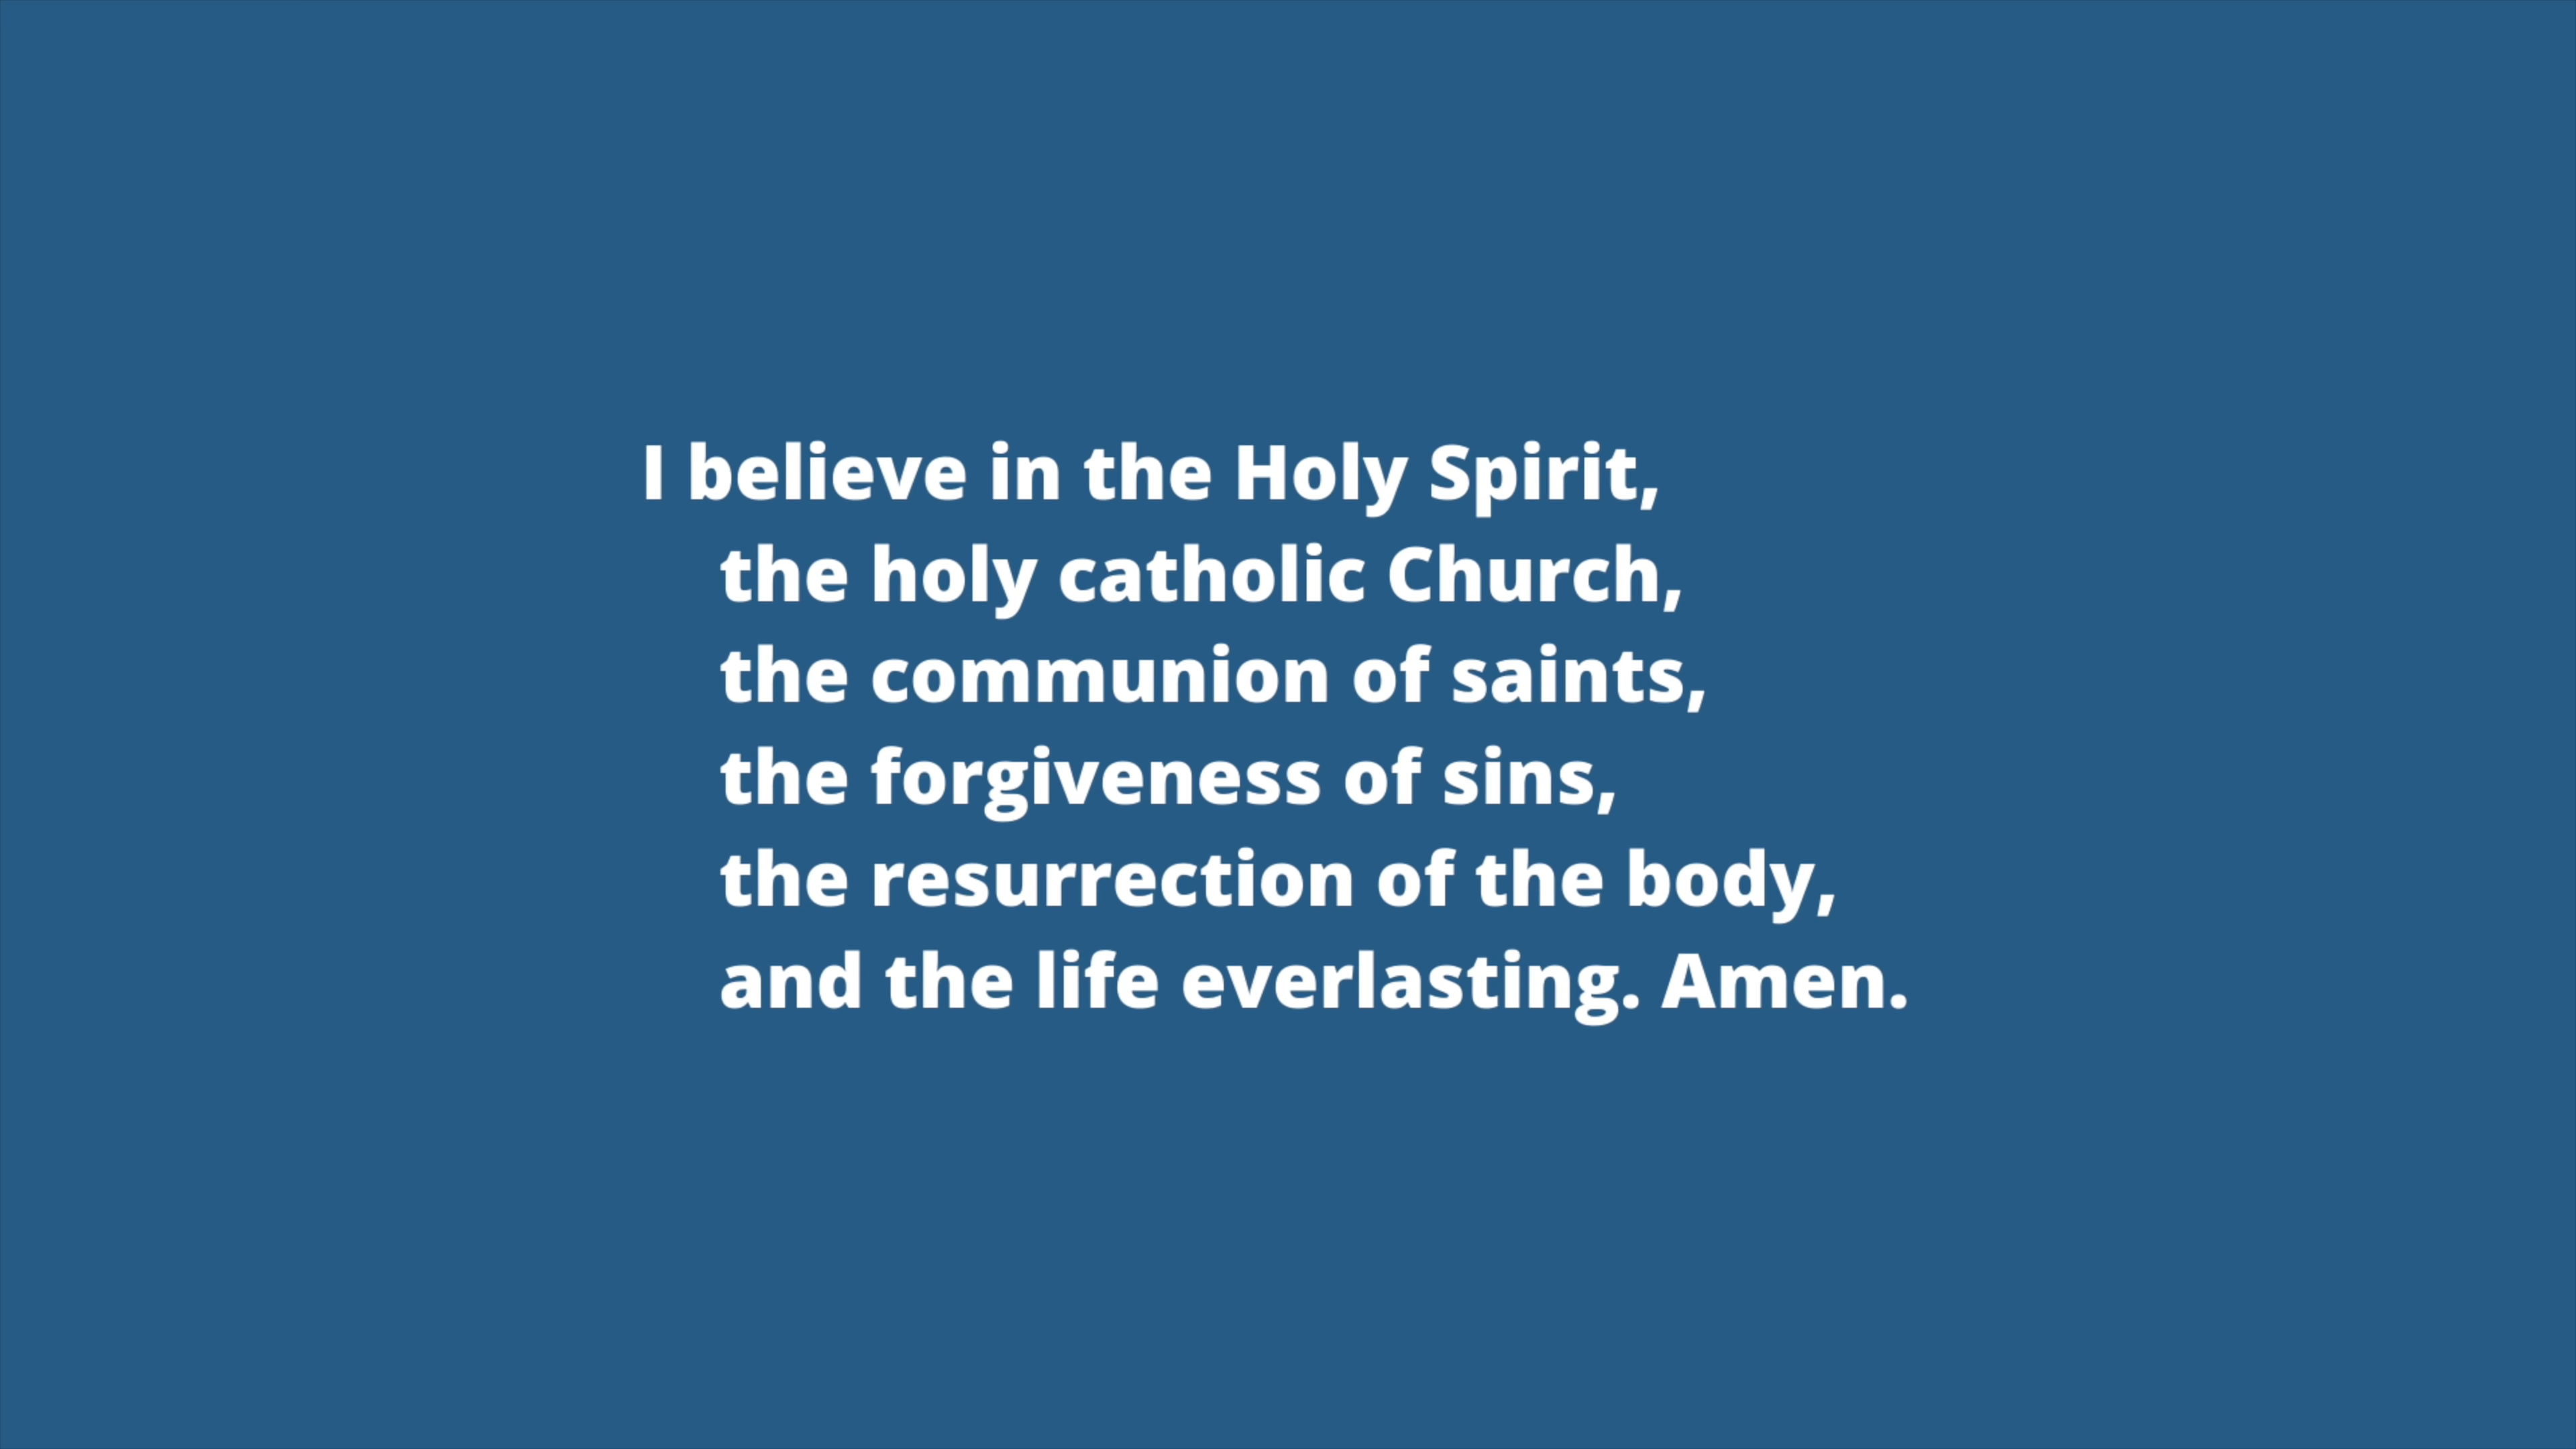 I believe in the Holy Spirit,
the holy catholic Church,
the communion of saints,
the forgiveness of sins,
the resurrection of the body,
and the life everlasting. Amen.